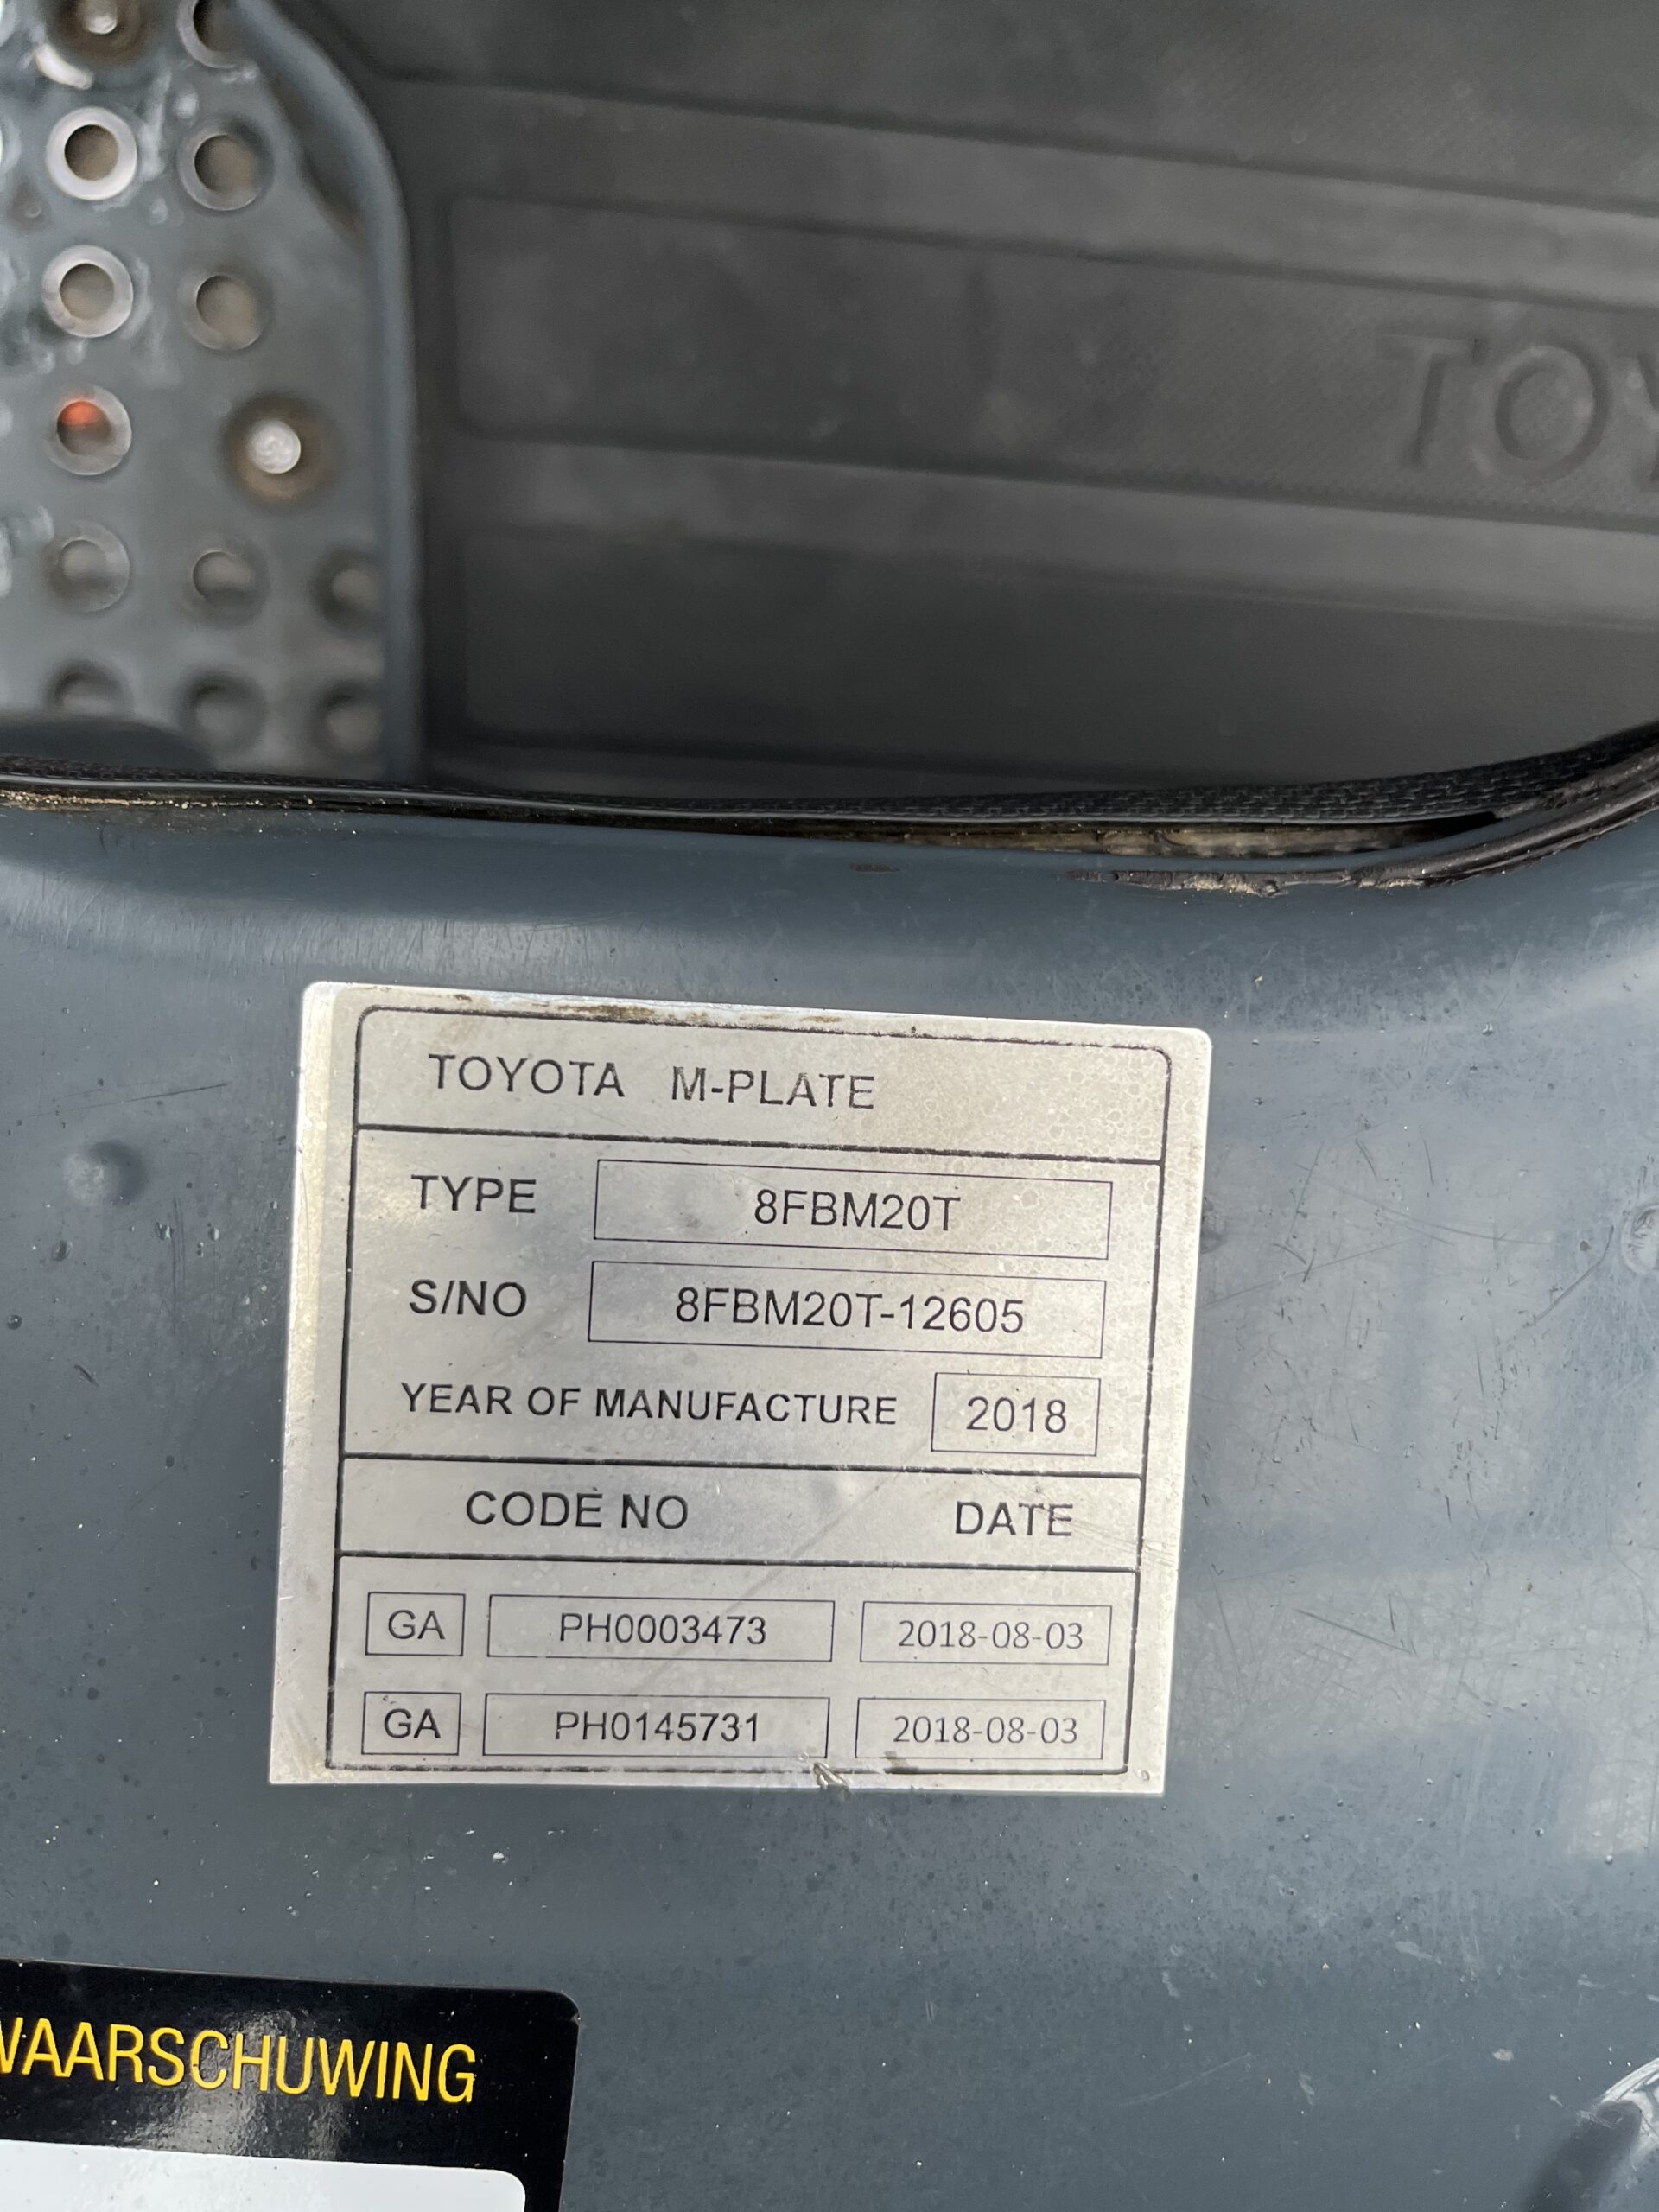 TOY
TOYOTA M-PLATE
TYPE 8FBM20T
S/NO 8FBM20T-12605
YEAR OF MANUFACTURE 2018
CODE NO DATE
GA PH0003473 2018-08-03
GA PH0145731 2018-08-03
WAARSCHUWING